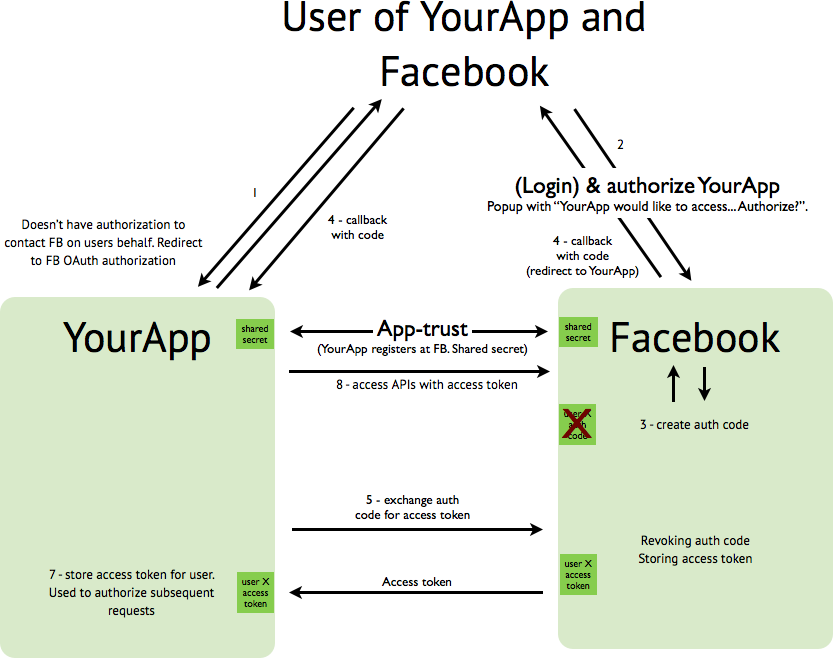 User of YourApp and
Facebook
1
2
(Login) & authorize YourApp
Popup with “YourApp would like to access... Authorize?”.
Doesn't have authorization to
contact FB on users behalf. Redirect
to FB OAuth authorization
4 - callback
with code
4 - callback
with code
(redirect to YourApp)
YourApp
shared
secret
App-trust
(YourApp registers at FB. Shared secret)
8 - access APIs with access token
shared
secret
Facebook
user X
auth
code
3 - create auth code
5 - exchange auth
code for access token
Revoking auth code
Storing access token
7 - store access token for user.
Used to authorize subsequent
requests
user X
access
token
Access token
user X
access
token